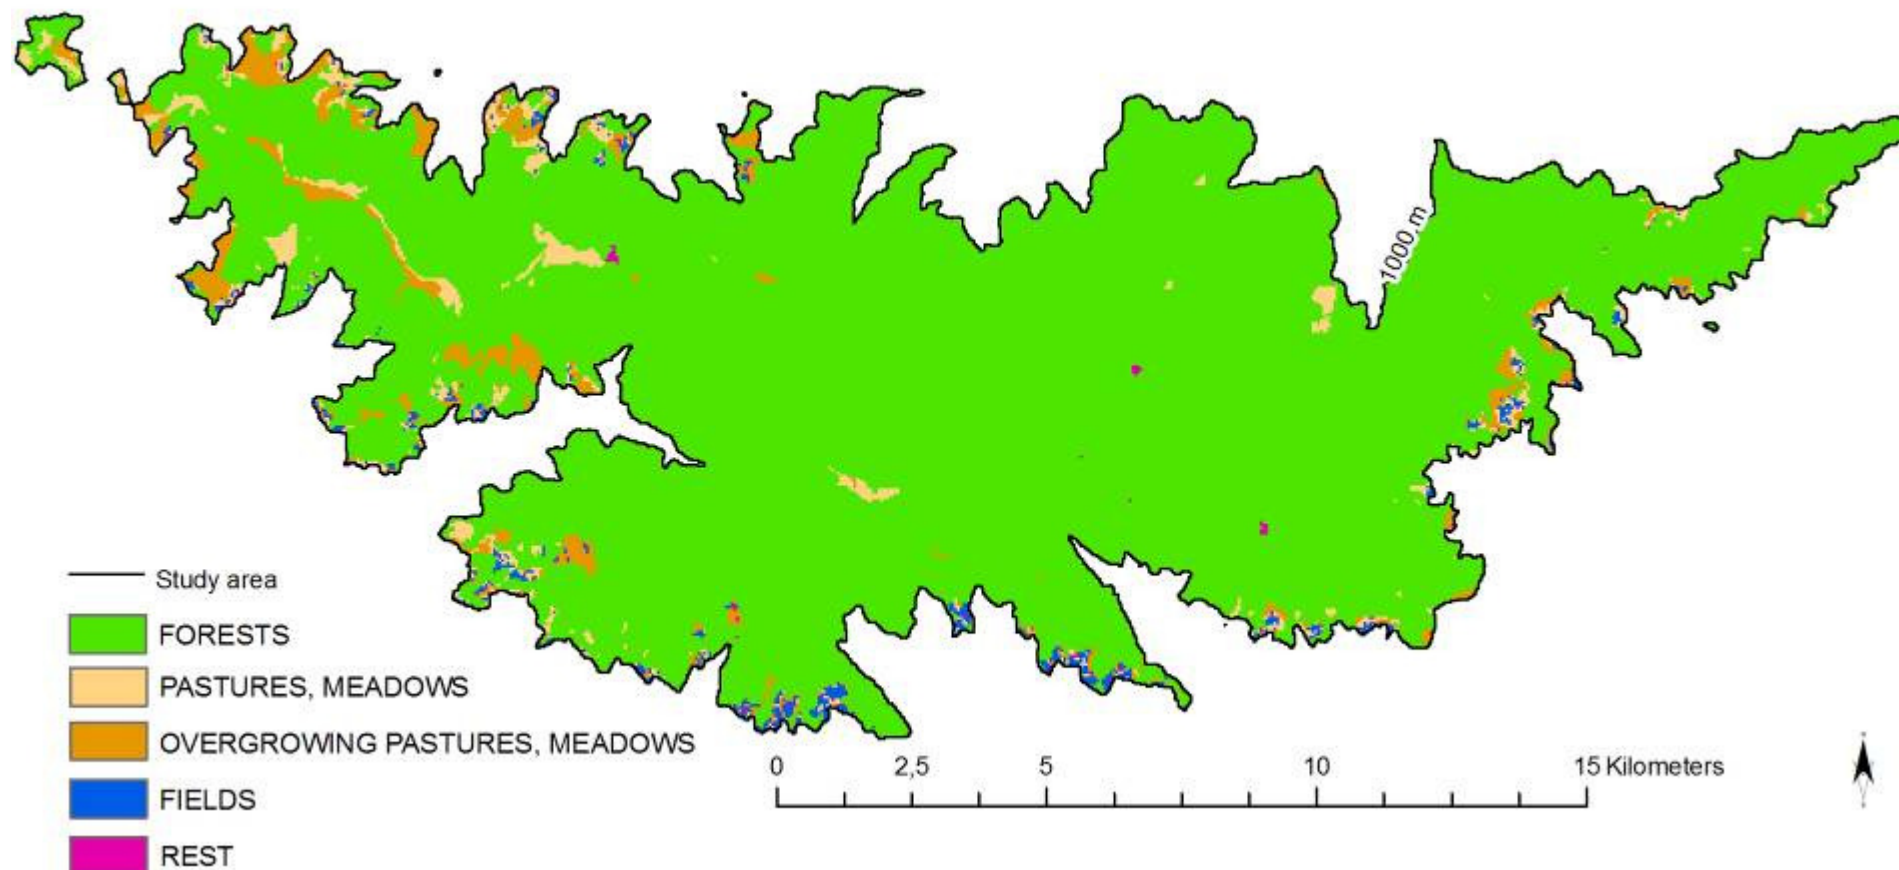 1000 m
Study area
FORESTS
PASTURES, MEADOWS
OVERGROWING PASTURES, MEADOWS
FIELDS
REST
0 2,5 5 10 15 Kilometers